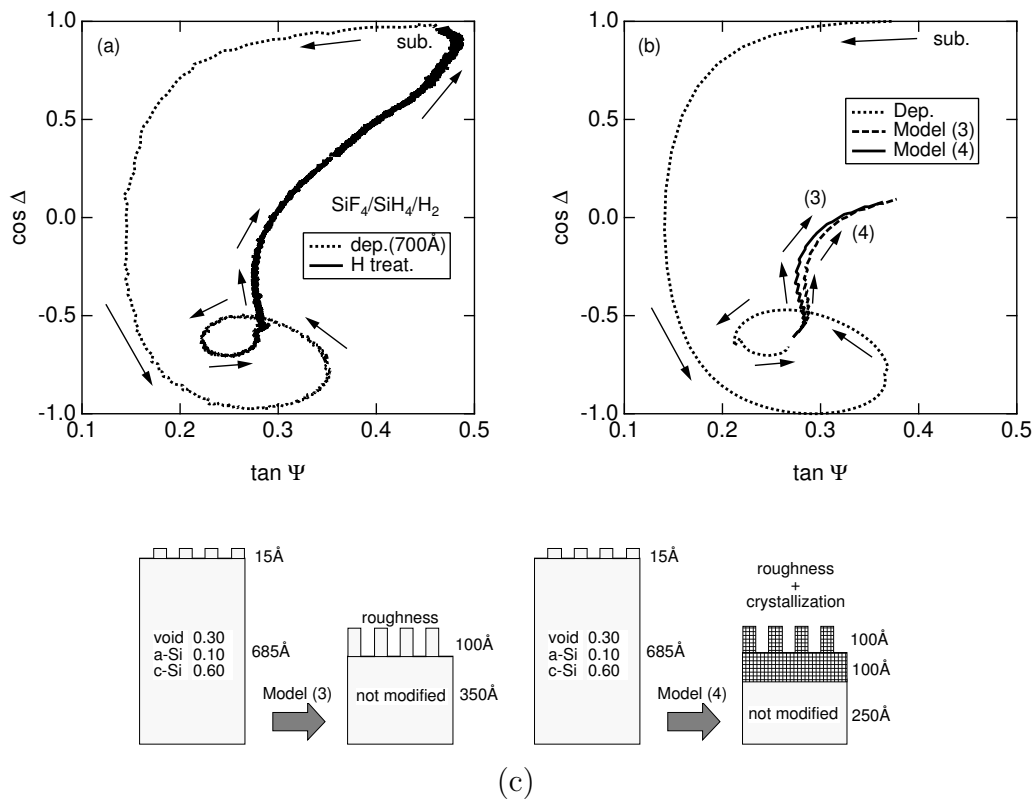 (a)
sub.
SiF4/SiH4/H2
dep.(700Å)
H treat.
cos Δ
1.0
0.5
0.0
-0.5
-1.0
0.1 0.2 0.3 0.4 0.5
tan Ψ
(b)
sub.
Dep.
Model (3)
Model (4)
(3)
(4)
cos Δ
1.0
0.5
0.0
-0.5
-1.0
0.1 0.2 0.3 0.4 0.5
tan Ψ
15Å
void 0.30
a-Si 0.10
c-Si 0.60
685Å
Model (3)
roughness
100Å
not modified
350Å
15Å
void 0.30
a-Si 0.10
c-Si 0.60
685Å
Model (4)
roughness
+
crystallization
100Å
100Å
not modified
250Å
(c)